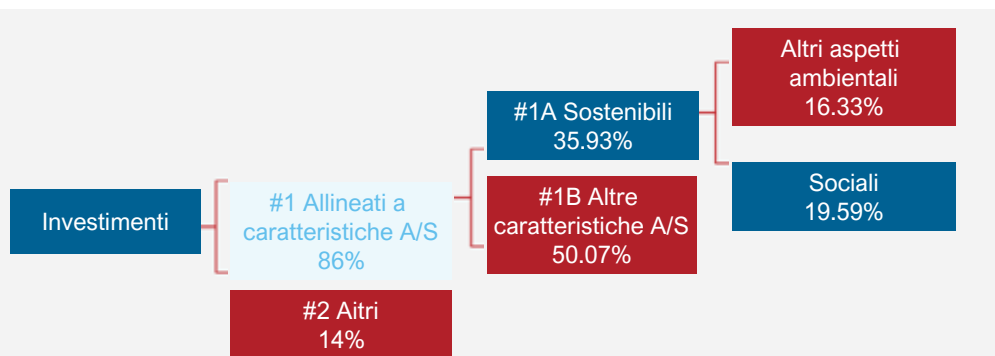 Investimenti
#1 Allineati a
caratteristiche A/S
86%
#2 Aitri
14%
#1A Sostenibili
35.93%
#1B Altre
caratteristiche A/S
50.07%
Altri aspetti
ambientali
16.33%
Sociali
19.59%